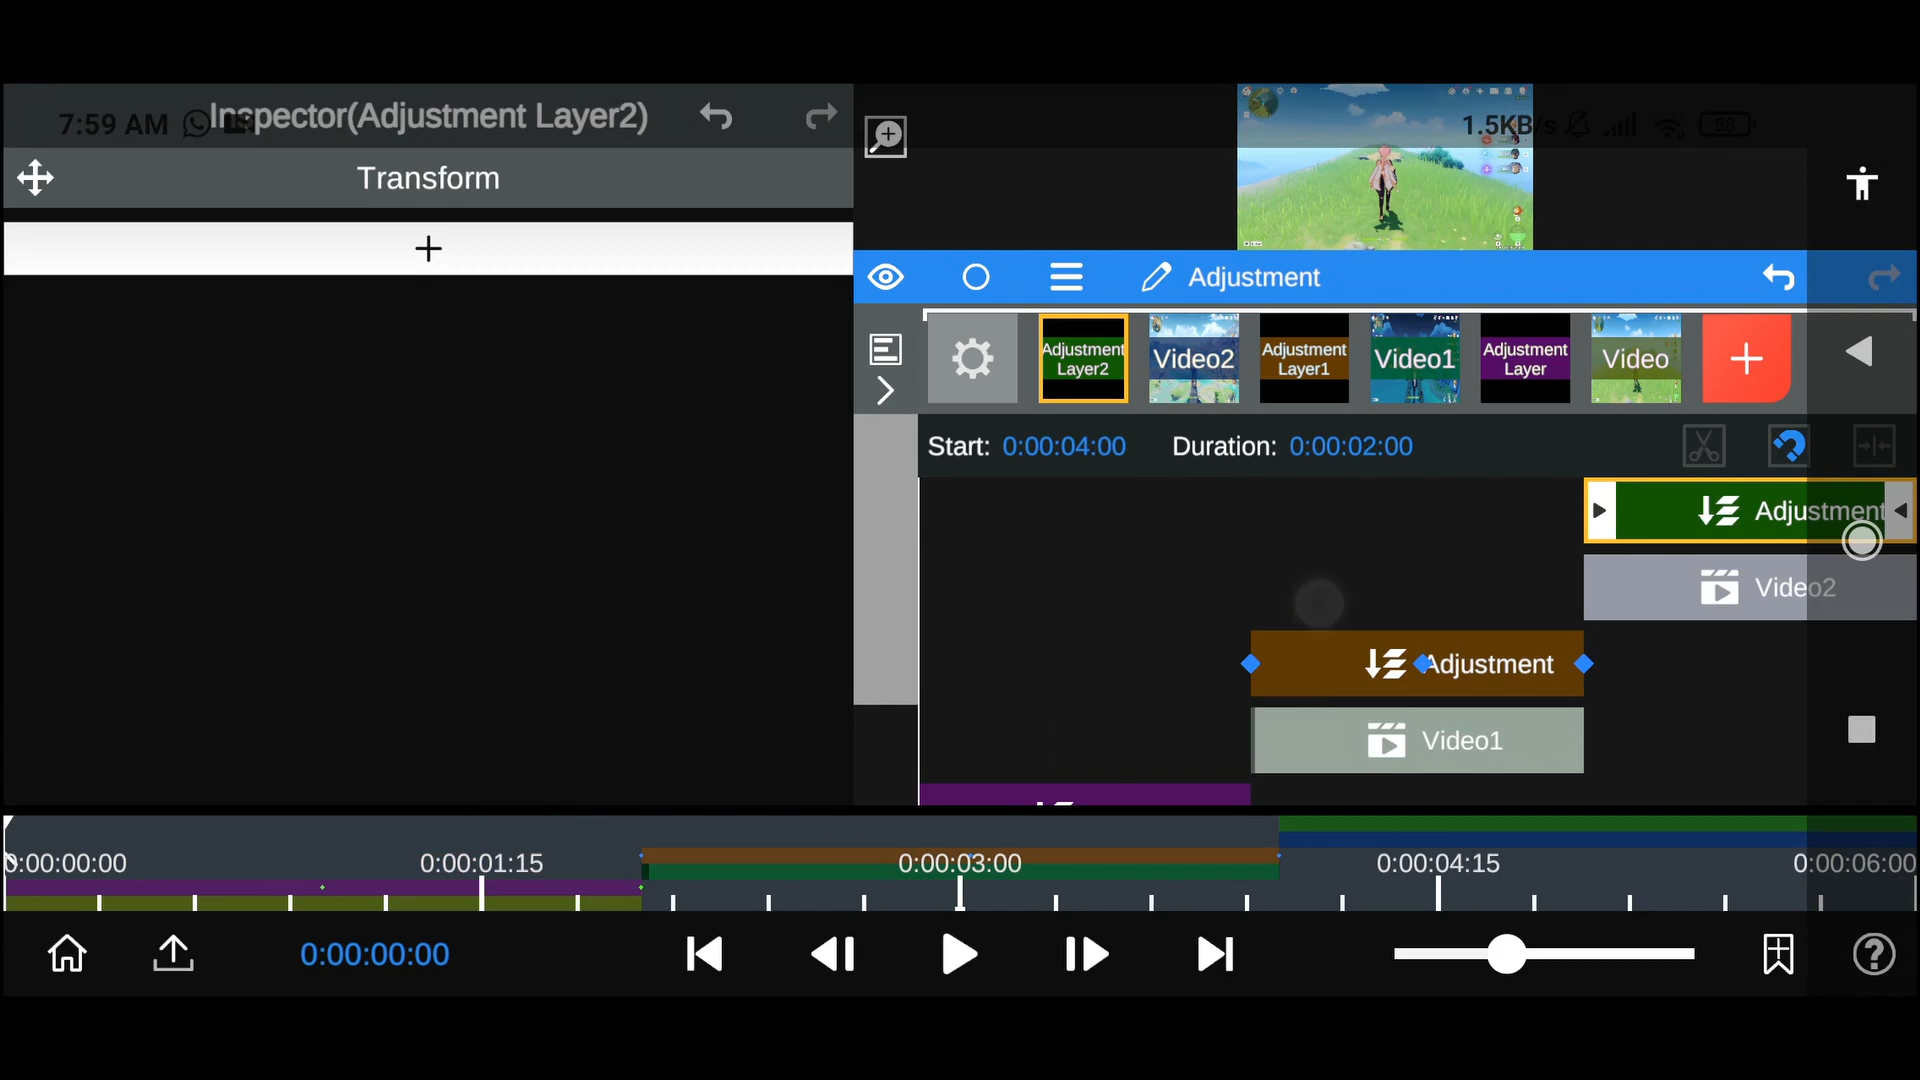 7:59 AM
Inspector(Adjustment Layer2)
1.5KB/s
58
Transform
Adjustment
Adjustment Layer2
Video2
Adjustment Layer1
Video1
Adjustment Layer
Video
Start: 0:00:04:00 Duration: 0:00:02:00
Adjustment
Video2
Adjustment
Video1
0:00:00:00 0:00:01:15 0:00:03:00 0:00:04:15 0:00:06:00
0:00:00:00